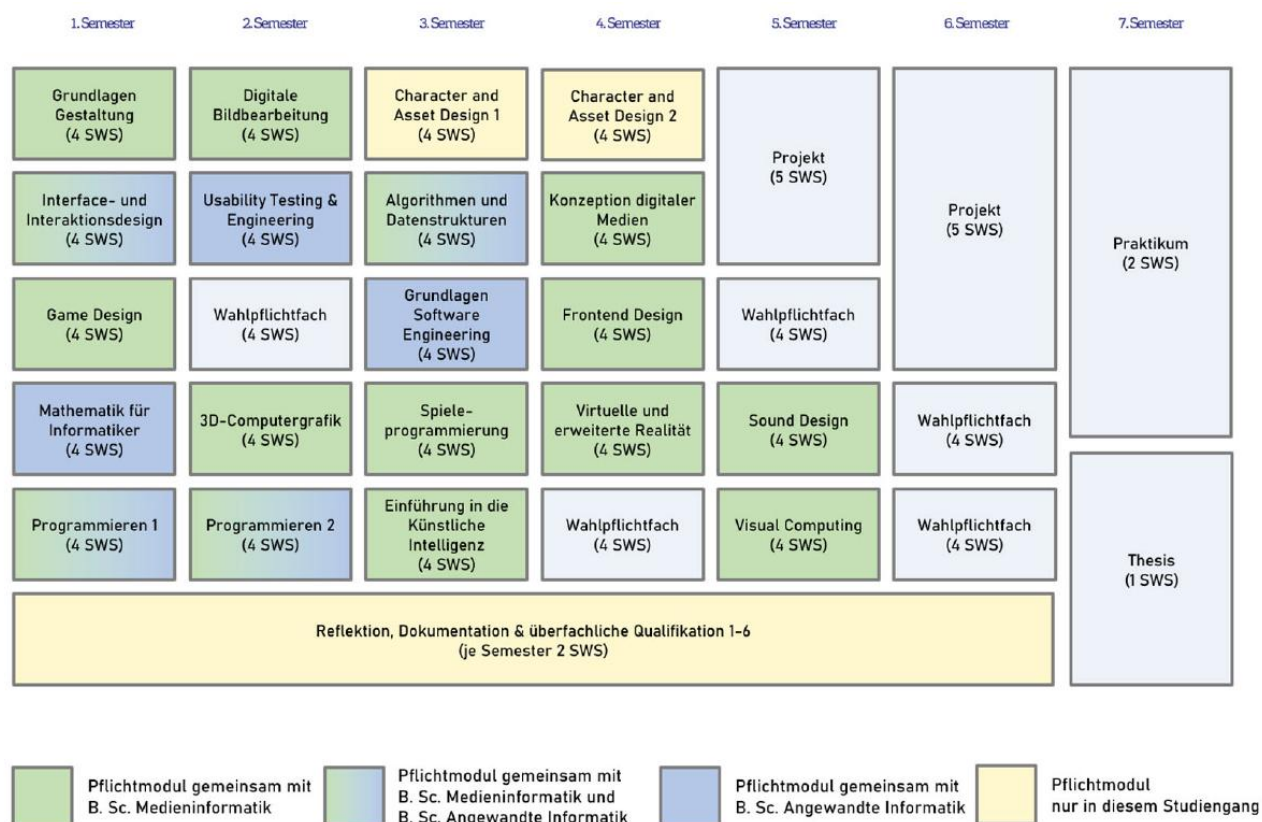 1. Semester
2. Semester
3. Semester
4. Semester
5. Semester
6. Semester
7. Semester
Grundlagen
Gestaltung
(4 SWS)
Digitale
Bildbearbeitung
(4 SWS)
Character and
Asset Design 1
(4 SWS)
Character and
Asset Design 2
(4 SWS)
Projekt
(5 SWS)
Projekt
(5 SWS)
Praktikum
(2 SWS)
Interface- und
Interaktionsdesign
(4 SWS)
Usability Testing &
Engineering
(4 SWS)
Algorithmen und
Datenstrukturen
(4 SWS)
Konzeption digitaler
Medien
(4 SWS)
Game Design
(4 SWS)
Wahlpflichtfach
(4 SWS)
Grundlagen
Software
Engineering
(4 SWS)
Frontend Design
(4 SWS)
Wahlpflichtfach
(4 SWS)
Mathematik für
Informatiker
(4 SWS)
3D-Computergrafik
(4 SWS)
Spiele-
programmierung
(4 SWS)
Virtuelle und
erweiterte Realität
(4 SWS)
Sound Design
(4 SWS)
Wahlpflichtfach
(4 SWS)
Programmieren 1
(4 SWS)
Programmieren 2
(4 SWS)
Einführung in die
Künstliche
Intelligenz
(4 SWS)
Wahlpflichtfach
(4 SWS)
Visual Computing
(4 SWS)
Wahlpflichtfach
(4 SWS)
Thesis
(1 SWS)
Reflektion, Dokumentation & überfachliche Qualifikation 1-6
(je Semester 2 SWS)
Pflichtmodul gemeinsam mit
B. Sc. Medieninformatik
Pflichtmodul gemeinsam mit
B. Sc. Medieninformatik und
B. Sc. Angewandte Informatik
Pflichtmodul gemeinsam mit
B. Sc. Angewandte Informatik
Pflichtmodul
nur in diesem Studiengang